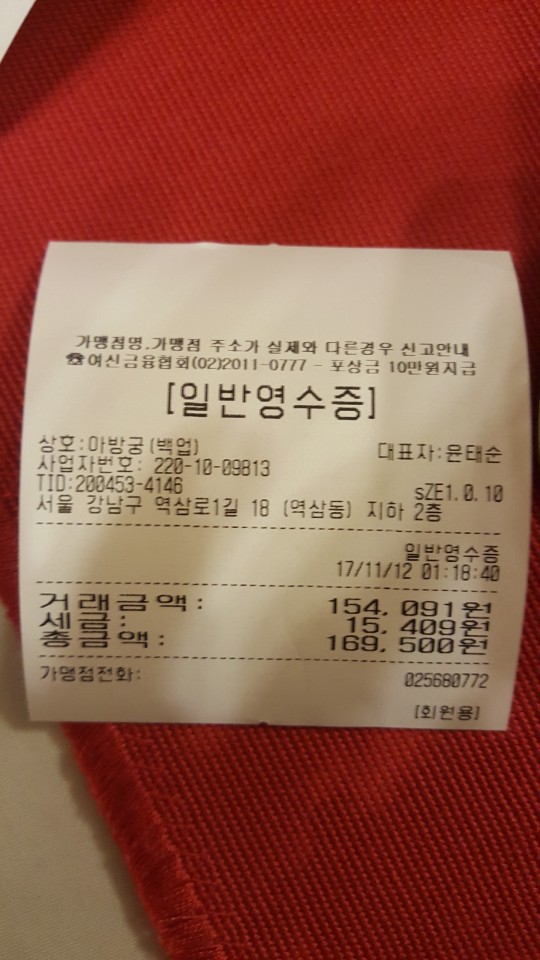 가맹점명.가맹점 주소가 실제와 다른경우 신고안내
☎여신금융협회(02)2011-0777 - 포상금 10만원지급
[일반영수증]
상호:아방궁(백업) 대표자:윤태순
사업자번호: 220-10-09813
TID:200453-4146 sZE1.0.10
서울 강남구 역삼로1길 18 (역삼동) 지하 2층
일반영수증
17/11/12 01:18:40
거래금액: 154,091원
세금: 15,409원
총금액: 169,500원
가맹점전화: 025680772
[회원용]